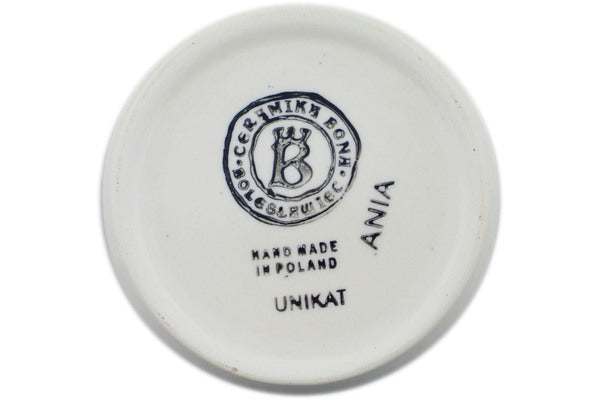 CERAMIKA BONA
· BOLESŁAWIEC ·
B
HAND MADE
IN POLAND
UNIKAT
ANIA